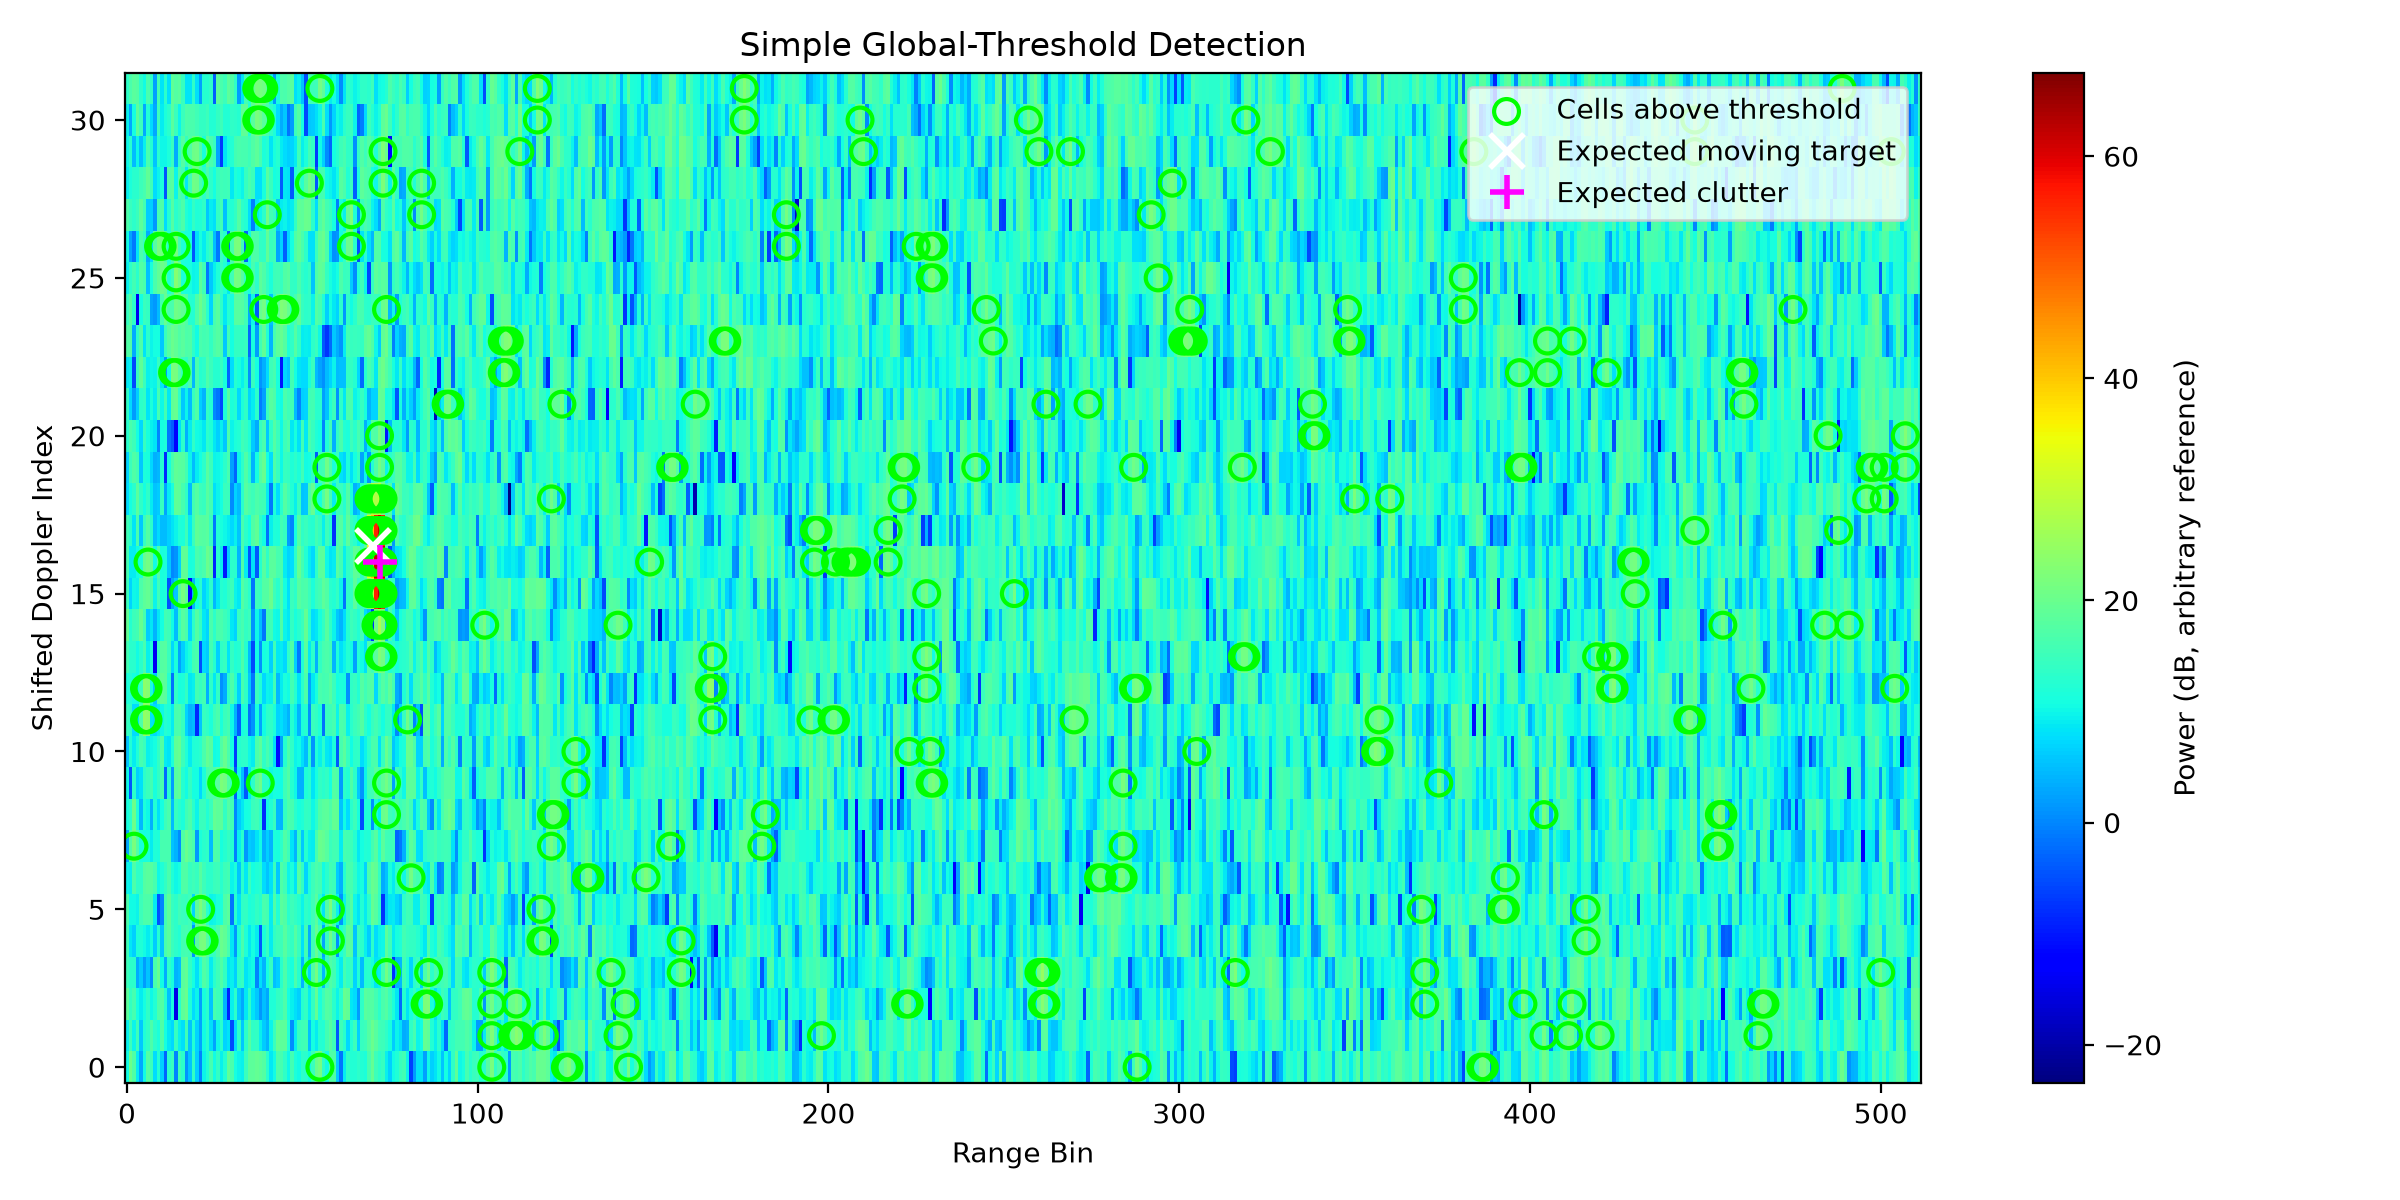 Simple Global-Threshold Detection
Cells above threshold
Expected moving target
Expected clutter
Shifted Doppler Index
30
25
20
15
10
5
0
0
100
200
300
400
500
Range Bin
60
40
20
0
−20
Power (dB, arbitrary reference)